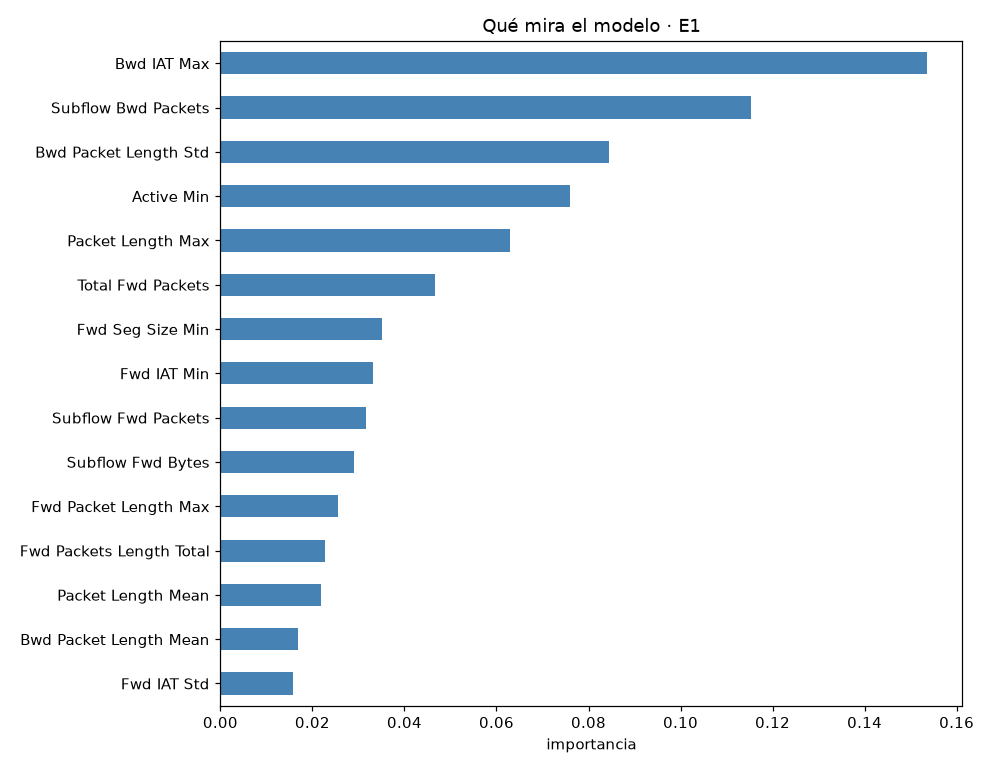 Qué mira el modelo · E1
Bwd IAT Max
Subflow Bwd Packets
Bwd Packet Length Std
Active Min
Packet Length Max
Total Fwd Packets
Fwd Seg Size Min
Fwd IAT Min
Subflow Fwd Packets
Subflow Fwd Bytes
Fwd Packet Length Max
Fwd Packets Length Total
Packet Length Mean
Bwd Packet Length Mean
Fwd IAT Std
0.00 0.02 0.04 0.06 0.08 0.10 0.12 0.14 0.16
importancia